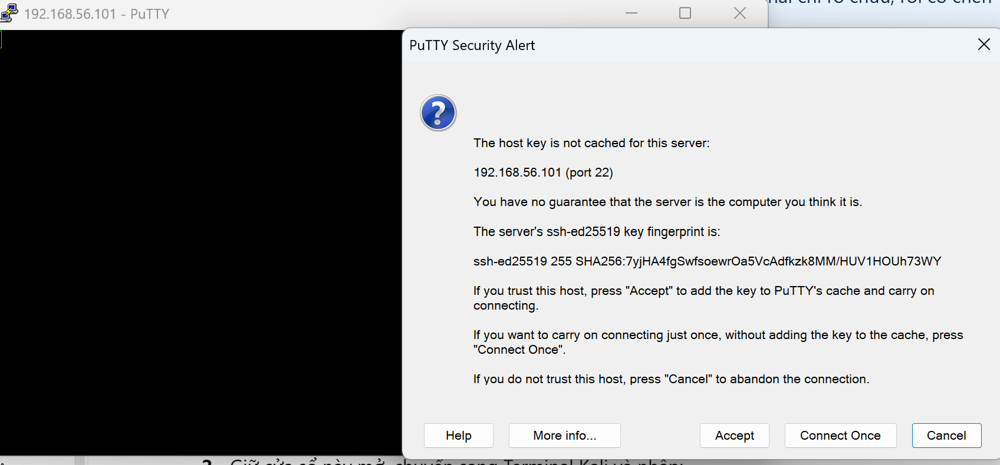 192.168.56.101 - PuTTY
PuTTY Security Alert
The host key is not cached for this server:
192.168.56.101 (port 22)
You have no guarantee that the server is the computer you think it is.
The server's ssh-ed25519 key fingerprint is:
ssh-ed25519 255 SHA256:7yjHA4fgSwfsoewrOa5VcAdfkzk8MM/HUV1HOUh73WY
If you trust this host, press "Accept" to add the key to PuTTY's cache and carry on
connecting.
If you want to carry on connecting just once, without adding the key to the cache, press
"Connect Once".
If you do not trust this host, press "Cancel" to abandon the connection.
Help
More info...
Accept
Connect Once
Cancel
Giữ cửa sổ này mở, chuyển sang Terminal Kali và nhập: